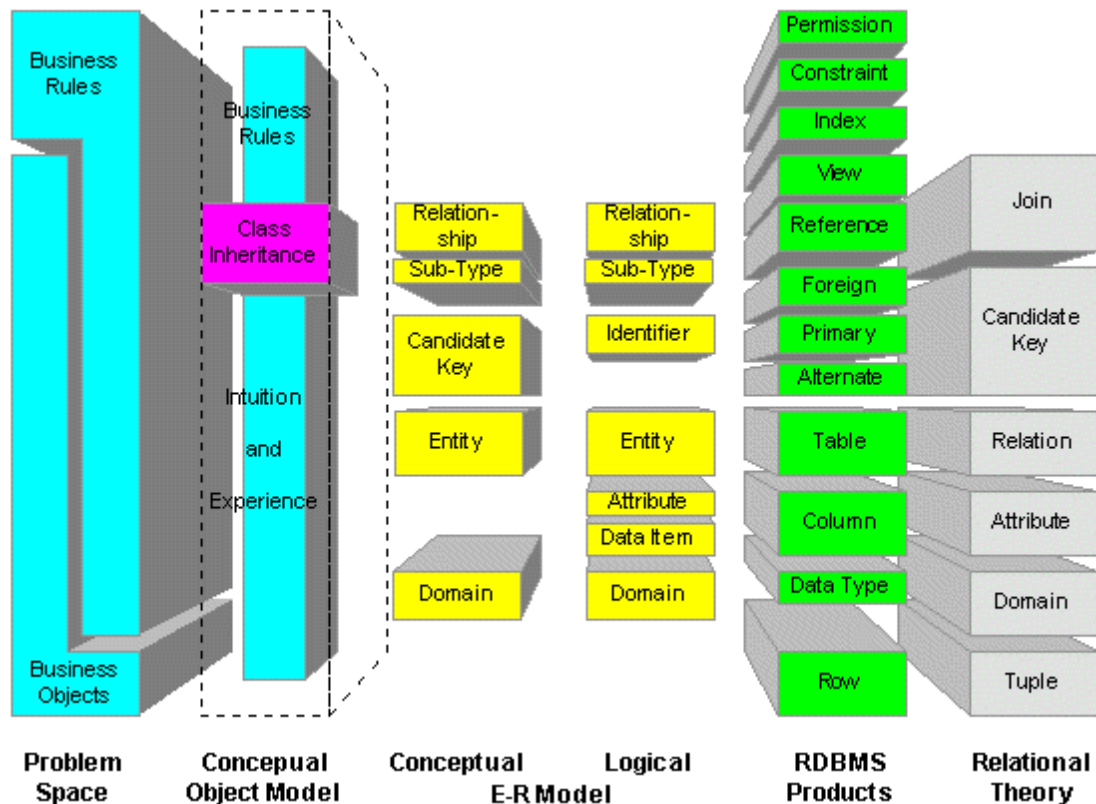 Business
Rules
Business
Objects
Business
Rules
Class
Inheritance
Intuition
and
Experience
Relation-
ship
Sub-Type
Candidate
Key
Entity
Domain
Relation-
ship
Sub-Type
Identifier
Entity
Attribute
Data Item
Domain
Permission
Constraint
Index
View
Reference
Foreign
Primary
Alternate
Table
Column
Data Type
Row
Join
Candidate
Key
Relation
Attribute
Domain
Tuple
Problem
Space
Concepual
Object Model
Conceptual
Logical
E-R Model
RDBMS
Products
Relational
Theory